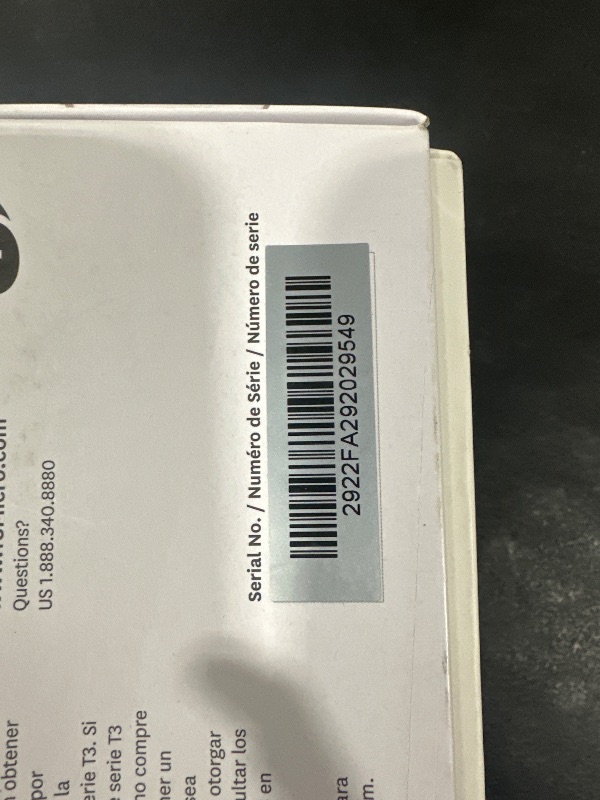 Questions?
US 1.888.340.8880
Serial No. / Numéro de Série / Número de serie
2922FA292029549
obtener
por
la
erie T3. Si
serie T3
no compre
ner un
sea
otorgar
ultar los
en
ara
m.